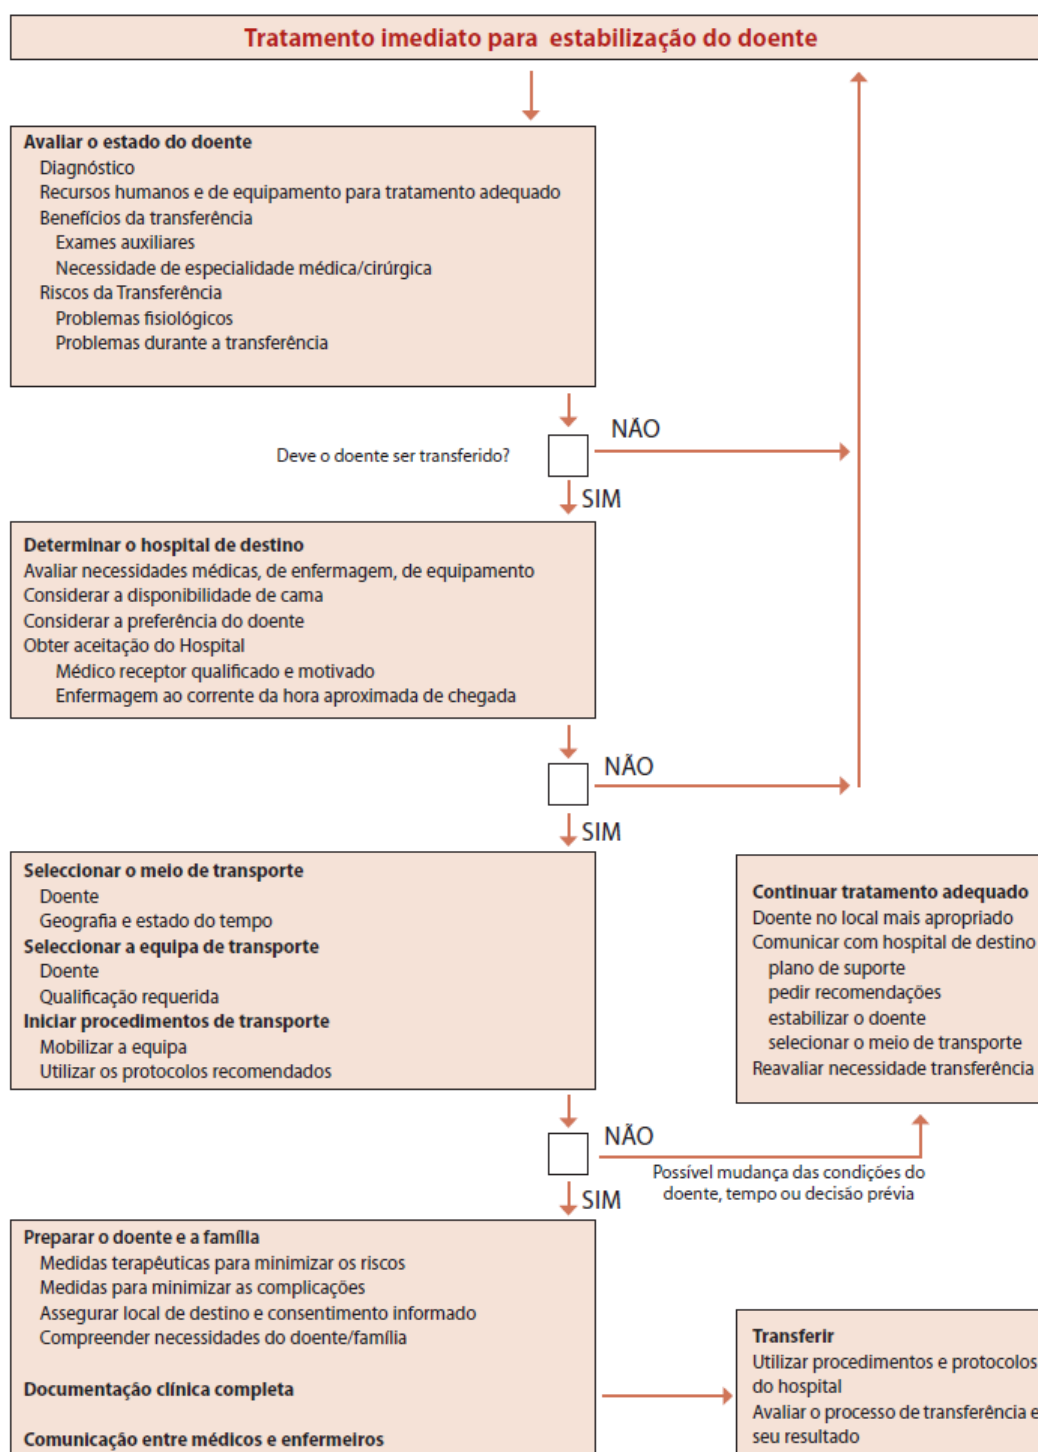 Tratamento imediato para estabilização do doente
Avaliar o estado do doente
Diagnóstico
Recursos humanos e de equipamento para tratamento adequado
Benefícios da transferência
Exames auxiliares
Necessidade de especialidade médica/cirúrgica
Riscos da Transferência
Problemas fisiológicos
Problemas durante a transferência
Deve o doente ser transferido?
NÃO
SIM
Determinar o hospital de destino
Avaliar necessidades médicas, de enfermagem, de equipamento
Considerar a disponibilidade de cama
Considerar a preferência do doente
Obter aceitação do Hospital
Médico receptor qualificado e motivado
Enfermagem ao corrente da hora aproximada de chegada
NÃO
SIM
Seleccionar o meio de transporte
Doente
Geografia e estado do tempo
Seleccionar a equipa de transporte
Doente
Qualificação requerida
Iniciar procedimentos de transporte
Mobilizar a equipa
Utilizar os protocolos recomendados
Continuar tratamento adequado
Doente no local mais apropriado
Comunicar com hospital de destino
plano de suporte
pedir recomendações
estabilizar o doente
selecionar o meio de transporte
Reavaliar necessidade transferência
NÃO
Possível mudança das condições do
doente, tempo ou decisão prévia
SIM
Preparar o doente e a família
Medidas terapêuticas para minimizar os riscos
Medidas para minimizar as complicações
Assegurar local de destino e consentimento informado
Compreender necessidades do doente/família
Documentação clínica completa
Comunicação entre médicos e enfermeiros
Transferir
Utilizar procedimentos e protocolos
do hospital
Avaliar o processo de transferência e
seu resultado